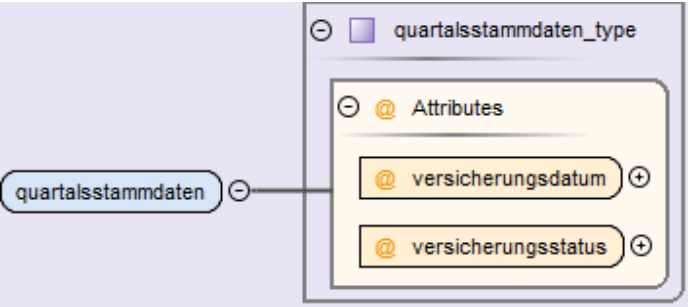 quartalsstammdaten_type
@ Attributes
@ versicherungsdatum
quartalsstammdaten
@ versicherungsstatus